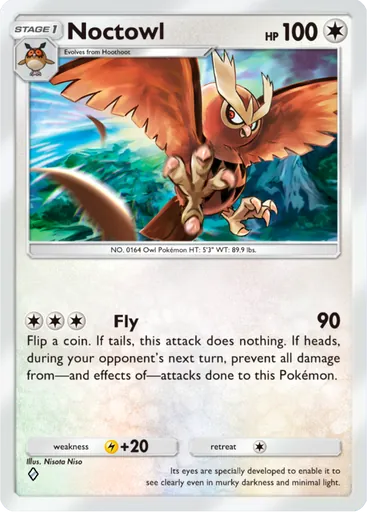 STAGE 1
Noctowl
HP 100
Evolves from Hoothoot
NO. 0164 Owl Pokémon HT: 5'3" WT: 89.9 lbs.
Fly 90
Flip a coin. If tails, this attack does nothing. If heads,
during your opponent's next turn, prevent all damage
from—and effects of—attacks done to this Pokémon.
weakness +20
retreat
Illus. Nisota Niso
Its eyes are specially developed to enable it to
see clearly even in murky darkness and minimal light.